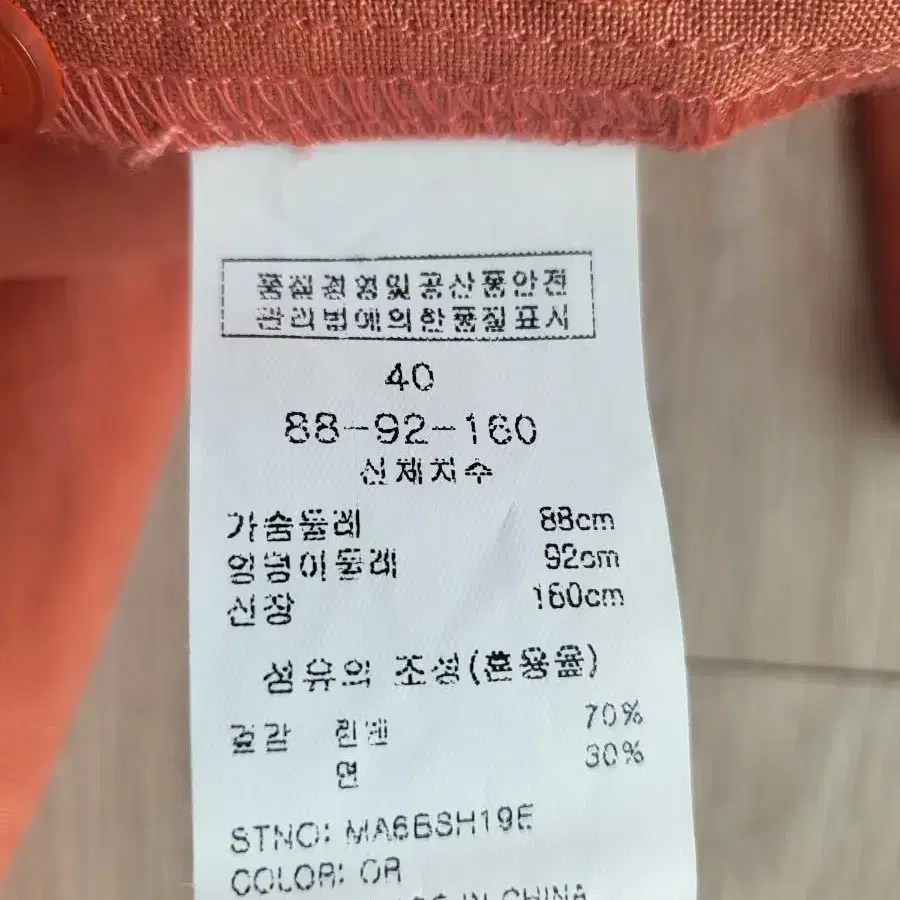 품질경영및공산품안전
관리법에의한품질표시
40
88-92-160
신체치수
가슴둘레 88cm
엉덩이둘레 92cm
신장 160cm
섬유의 조성(혼용율)
겉감 린넨 70%
면 30%
STNO: MA6BSH19E
COLOR: OR
IN CHINA